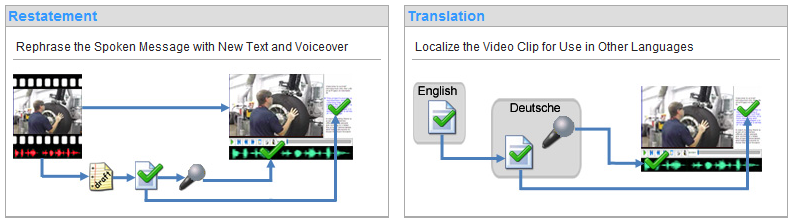 Restatement
Rephrase the Spoken Message with New Text and Voiceover
draft
Translation
Localize the Video Clip for Use in Other Languages
English
Deutsche